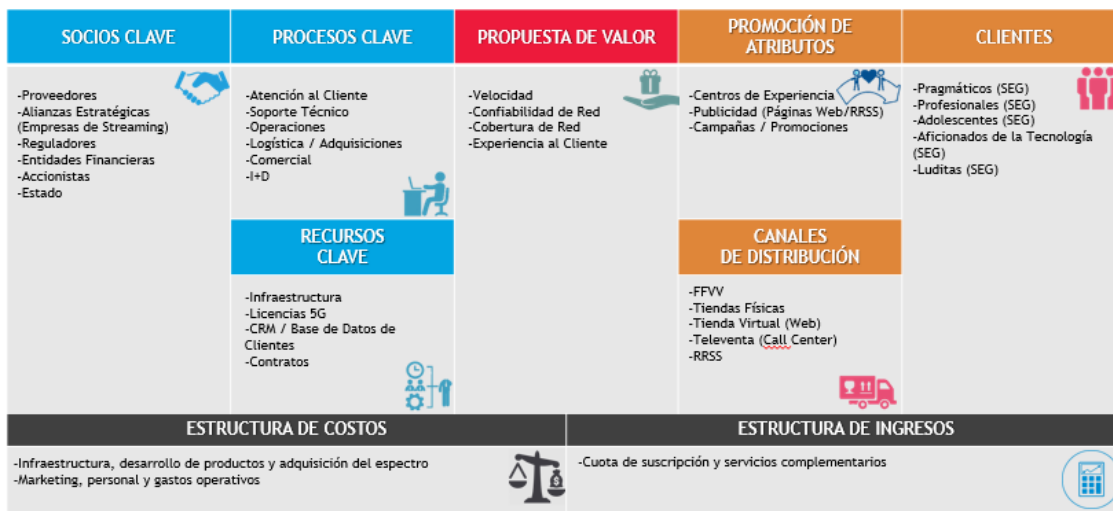 SOCIOS CLAVE
-Proveedores
-Alianzas Estratégicas
(Empresas de Streaming)
-Reguladores
-Entidades Financieras
-Accionistas
-Estado
PROCESOS CLAVE
-Atención al Cliente
-Soporte Técnico
-Operaciones
-Logística / Adquisiciones
-Comercial
-I+D
RECURSOS
CLAVE
-Infraestructura
-Licencias 5G
-CRM / Base de Datos de
Clientes
-Contratos
PROPUESTA DE VALOR
-Velocidad
-Confiabilidad de Red
-Cobertura de Red
-Experiencia al Cliente
PROMOCIÓN DE
ATRIBUTOS
-Centros de Experiencia
-Publicidad (Páginas Web/RRSS)
-Campañas / Promociones
CANALES
DE DISTRIBUCIÓN
-FFVV
-Tiendas Físicas
-Tienda Virtual (Web)
-Televenta (Call Center)
-RRSS
CLIENTES
-Pragmáticos (SEG)
-Profesionales (SEG)
-Adolescentes (SEG)
-Aficionados de la Tecnología
(SEG)
-Luditas (SEG)
ESTRUCTURA DE COSTOS
-Infraestructura, desarrollo de productos y adquisición del espectro
-Marketing, personal y gastos operativos
ESTRUCTURA DE INGRESOS
-Cuota de suscripción y servicios complementarios